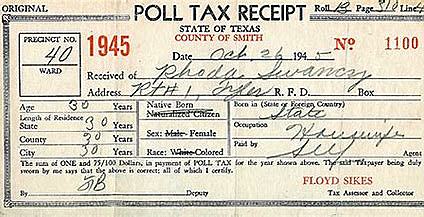 ORIGINAL POLL TAX RECEIPT Roll B Page 310 Line 4
STATE OF TEXAS
COUNTY OF SMITH
PRECINCT NO. 40 WARD
1945
Nº 1100
Date Oct. 26 1945
Received of Rhoda Swancy
Address Rt # 1, Tyler R. F. D. Box
Age 30 Years
Length of Residence
State 30 Years
County 30 Years
City 30 Years
Native Born
Naturalized Citizen
Sex: Male- Female
Race: White-Colored
Born in (State or Foreign Country)
State
Occupation Housewife
Paid by Self Agent
The sum of ONE and 75/100 Dollars, in payment of POLL TAX for the year shown above. The said Taxpayer being duly
sworn by me says that the above is correct; all of which I certify.
By JB Deputy
FLOYD SIKES
Tax Assessor and Collector